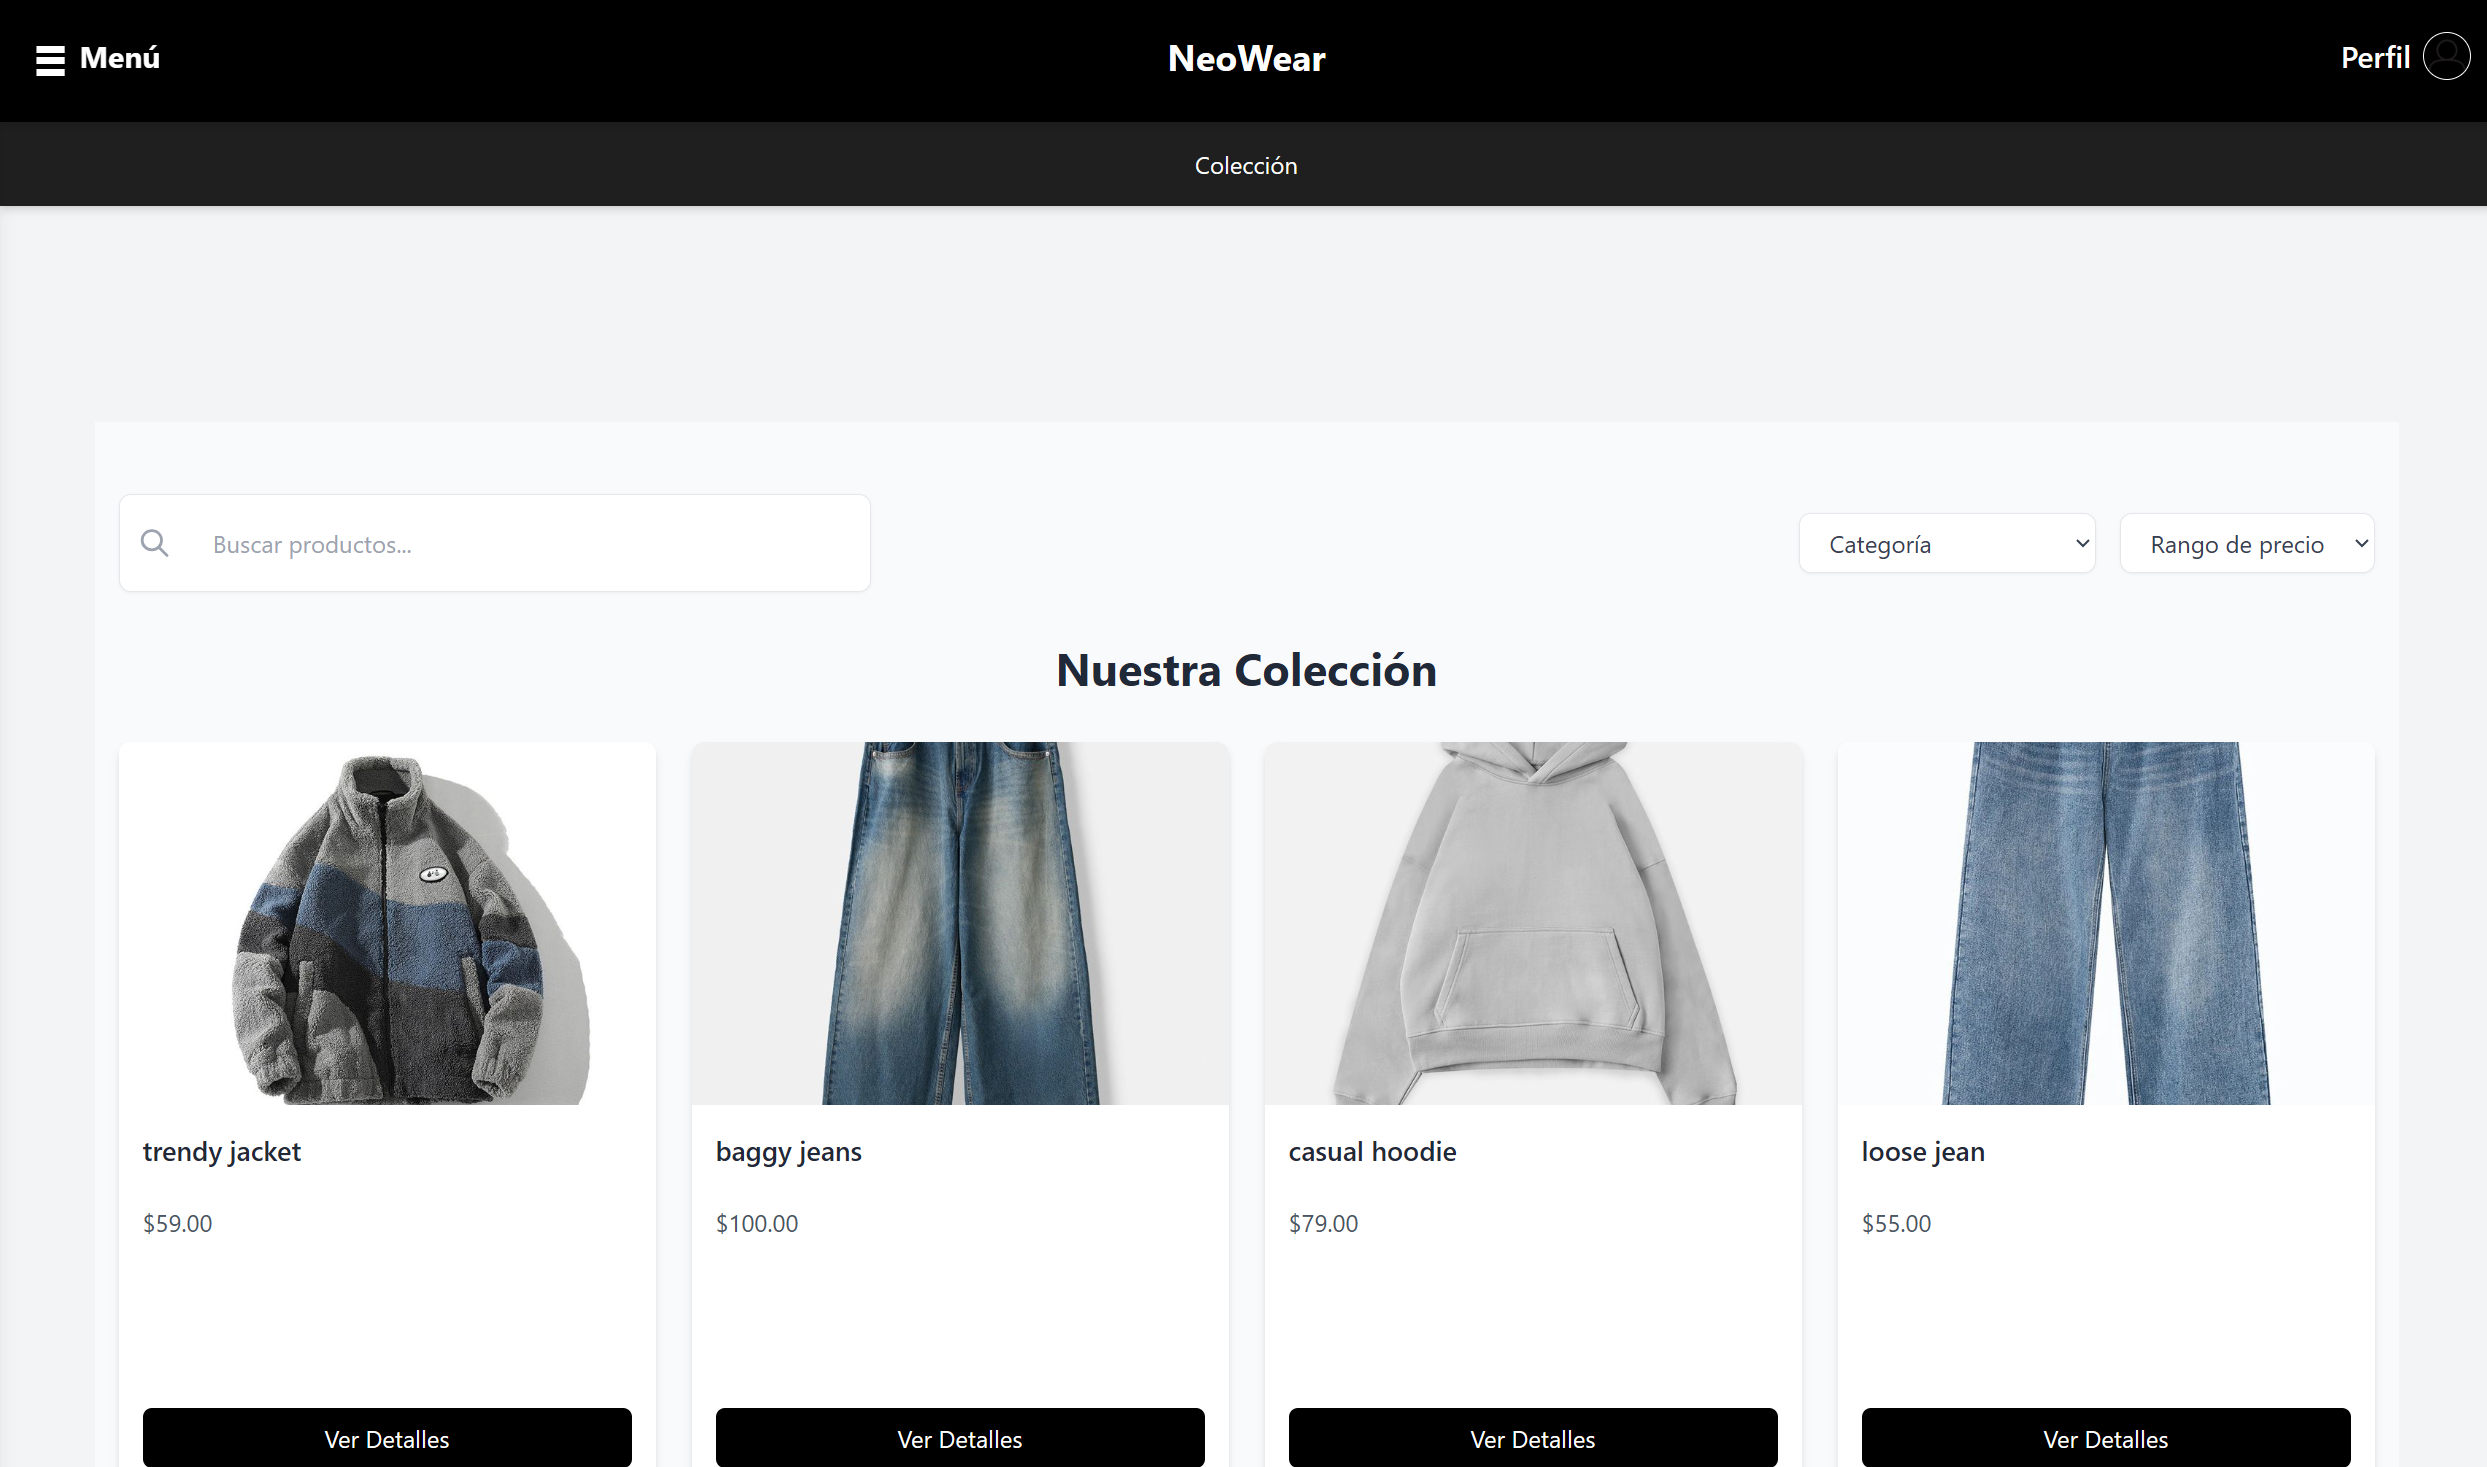 Menú
NeoWear
Perfil
Colección
Buscar productos...
Categoría
Rango de precio
Nuestra Colección
trendy jacket
$59.00
Ver Detalles
baggy jeans
$100.00
Ver Detalles
casual hoodie
$79.00
Ver Detalles
loose jean
$55.00
Ver Detalles